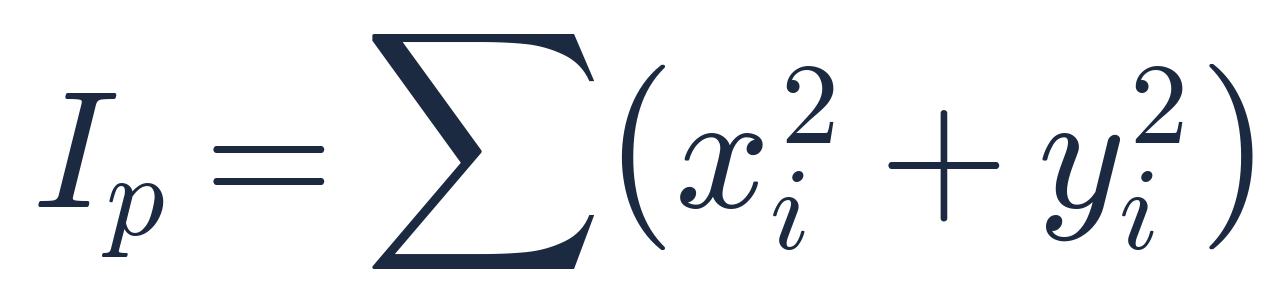 I_p = ∑(x_i^2 + y_i^2)